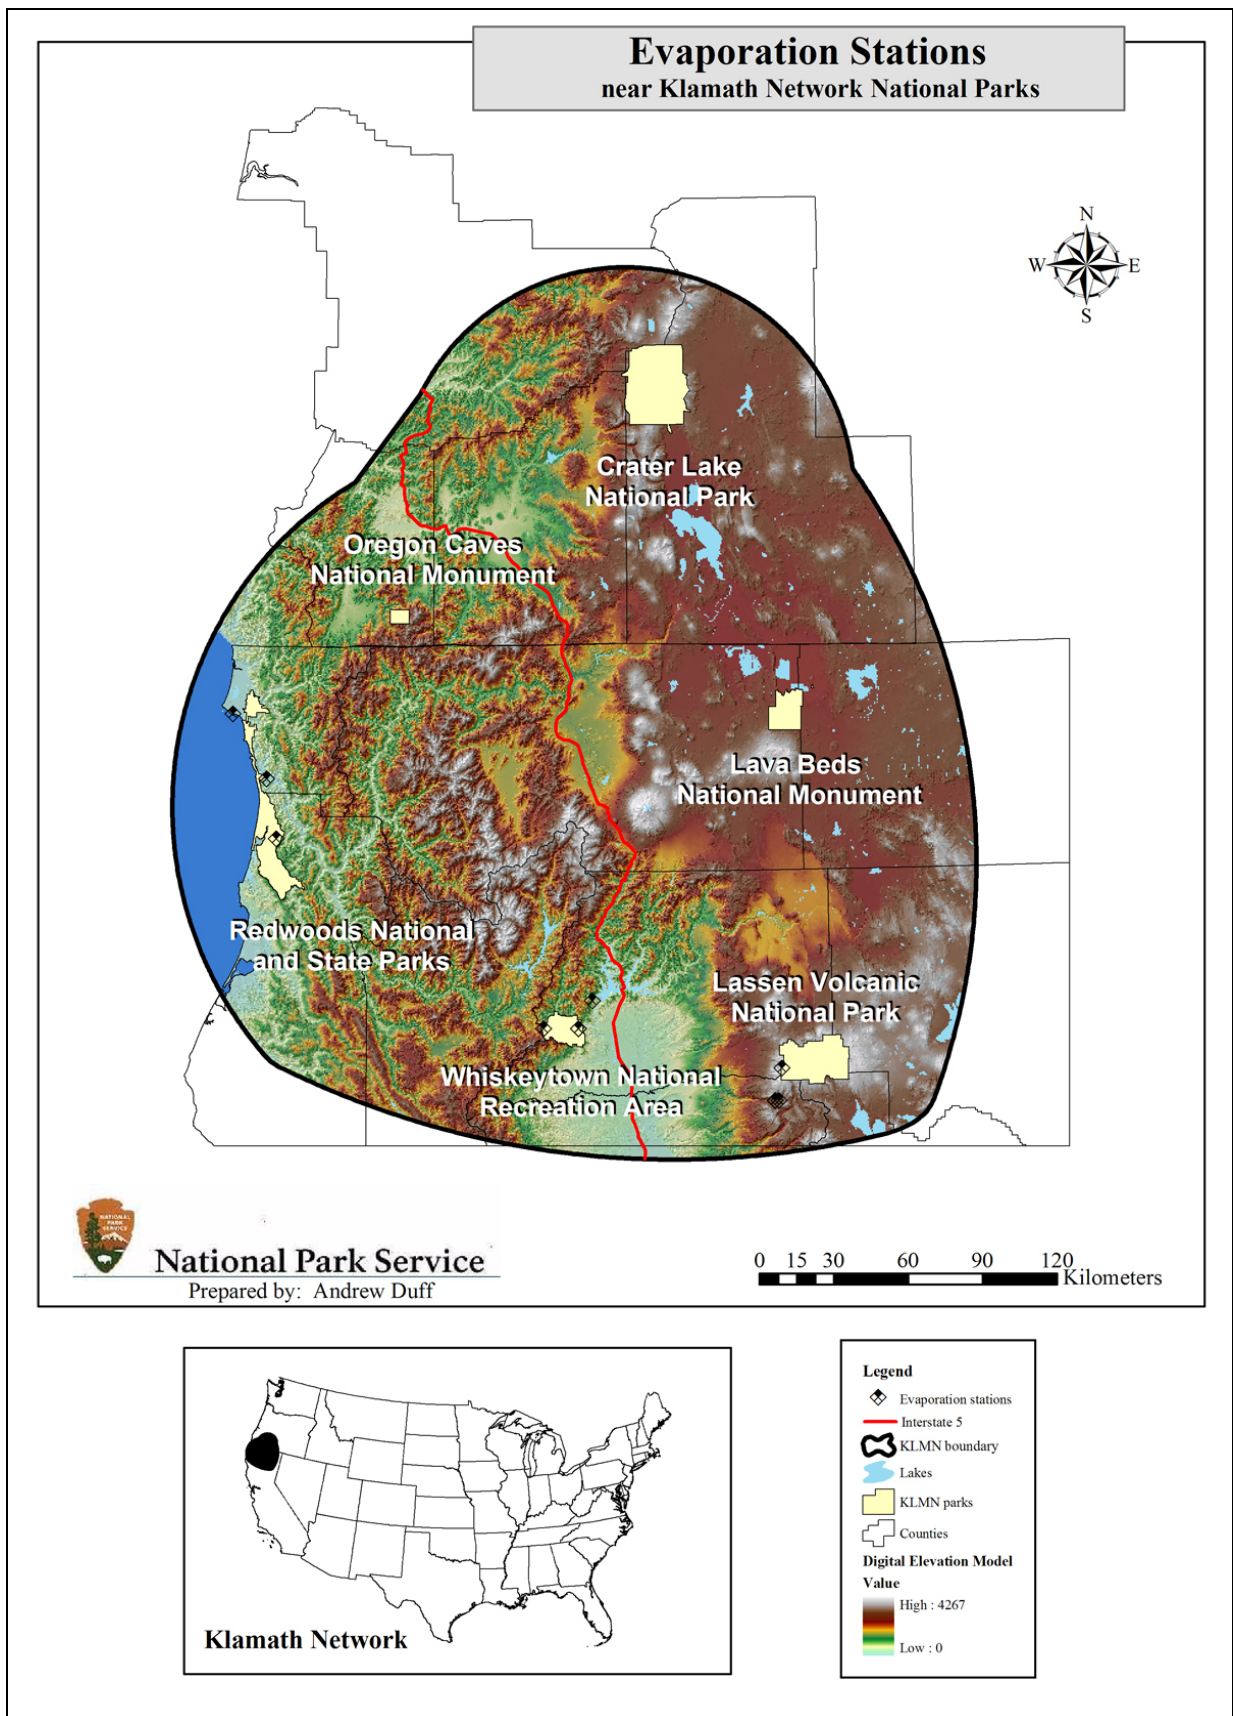 Evaporation Stations
near Klamath Network National Parks
N
W
E
S
Crater Lake
National Park
Oregon Caves
National Monument
Lava Beds
National Monument
Redwoods National
and State Parks
Lassen Volcanic
National Park
Whiskeytown National
Recreation Area
NATIONAL
PARK
SERVICE
National Park Service
Prepared by: Andrew Duff
0 15 30 60 90 120
Kilometers
Klamath Network
Legend
Evaporation stations
Interstate 5
KLMN boundary
Lakes
KLMN parks
Counties
Digital Elevation Model
Value
High : 4267
Low : 0